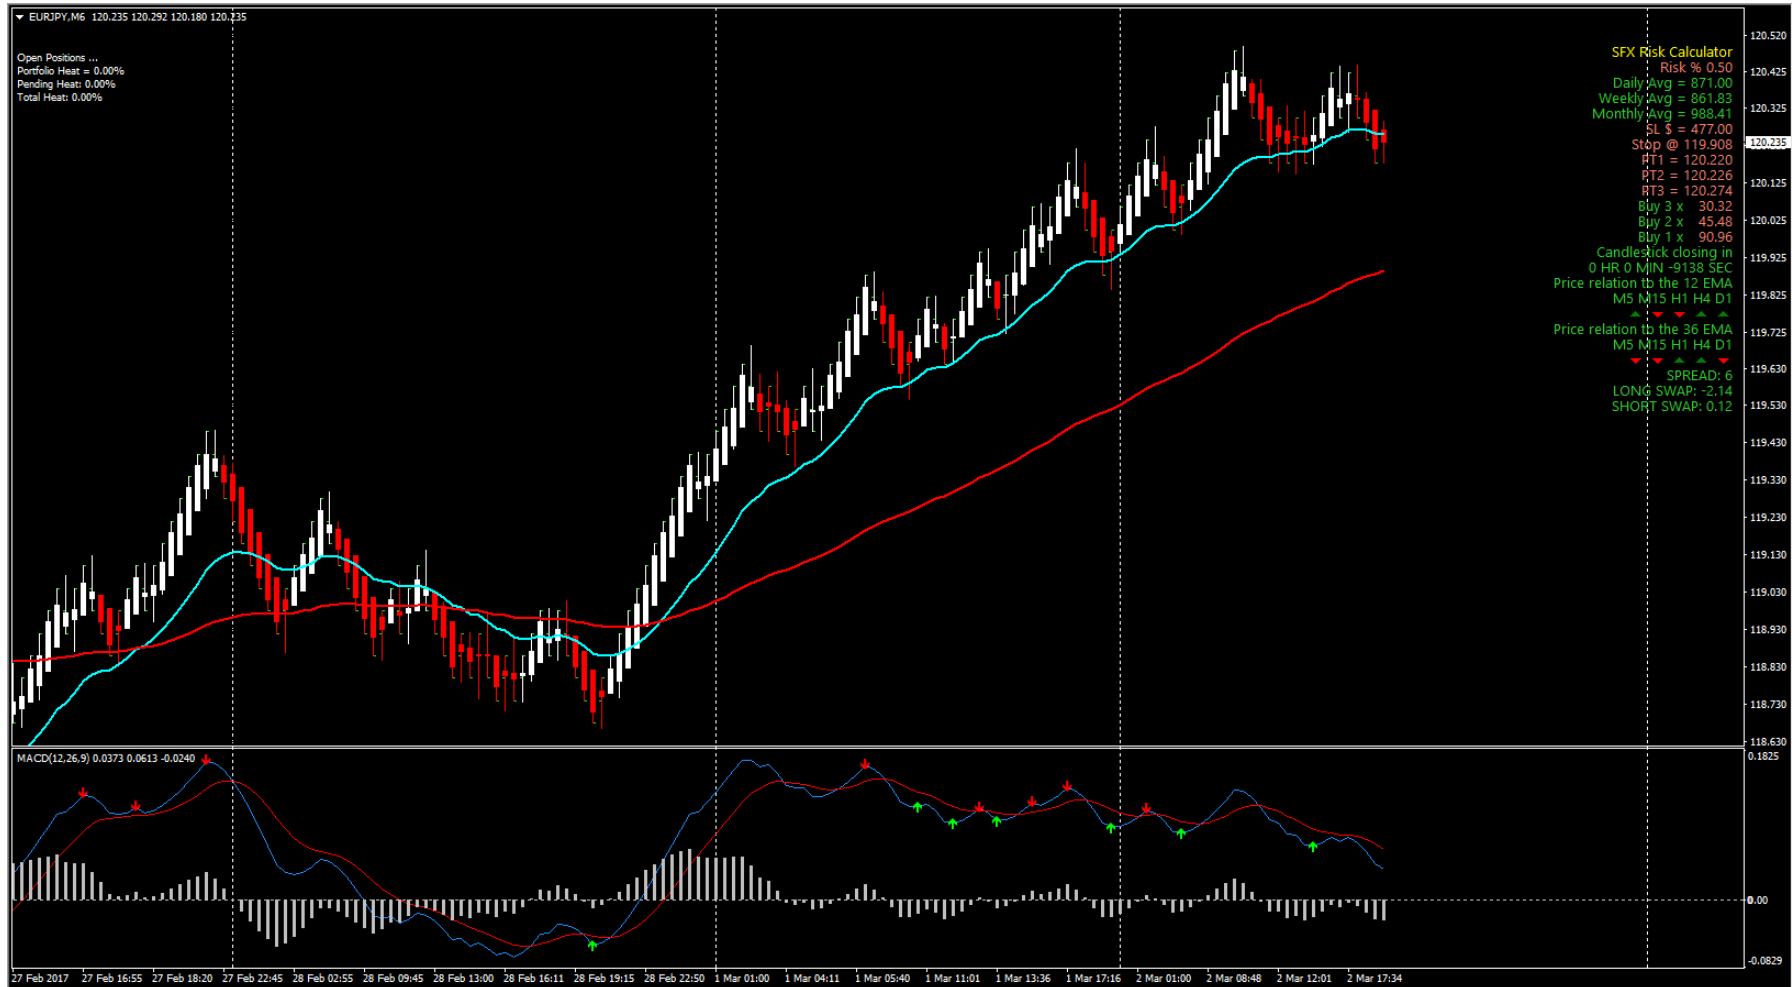 EURJPY,M6 120.235 120.292 120.180 120.235
Open Positions ...
Portfolio Heat = 0.00%
Pending Heat: 0.00%
Total Heat: 0.00%
SFX Risk Calculator
Risk % 0.50
Daily Avg = 871.00
Weekly Avg = 861.83
Monthly Avg = 988.41
SL $ = 477.00
Stop @ 119.908
PT1 = 120.220
PT2 = 120.226
PT3 = 120.274
Buy 3 x 30.32
Buy 2 x 45.48
Buy 1 x 90.96
Candlestick closing in
0 HR 0 MIN -9138 SEC
Price relation to the 12 EMA
M5 M15 H1 H4 D1
Price relation to the 36 EMA
M5 M15 H1 H4 D1
SPREAD: 6
LONG SWAP: -2.14
SHORT SWAP: 0.12
120.520
120.425
120.325
120.235
120.125
120.025
119.925
119.825
119.725
119.630
119.530
119.430
119.330
119.230
119.130
119.030
118.930
118.830
118.730
118.630
MACD(12,26,9) 0.0373 0.0613 -0.0240
0.1825
0.00
-0.0829
27 Feb 2017 27 Feb 16:55 27 Feb 18:20 27 Feb 22:45 28 Feb 02:55 28 Feb 09:45 28 Feb 13:00 28 Feb 16:11 28 Feb 19:15 28 Feb 22:50 1 Mar 01:00 1 Mar 04:11 1 Mar 05:40 1 Mar 11:01 1 Mar 13:36 1 Mar 17:16 2 Mar 01:00 2 Mar 08:48 2 Mar 12:01 2 Mar 17:34